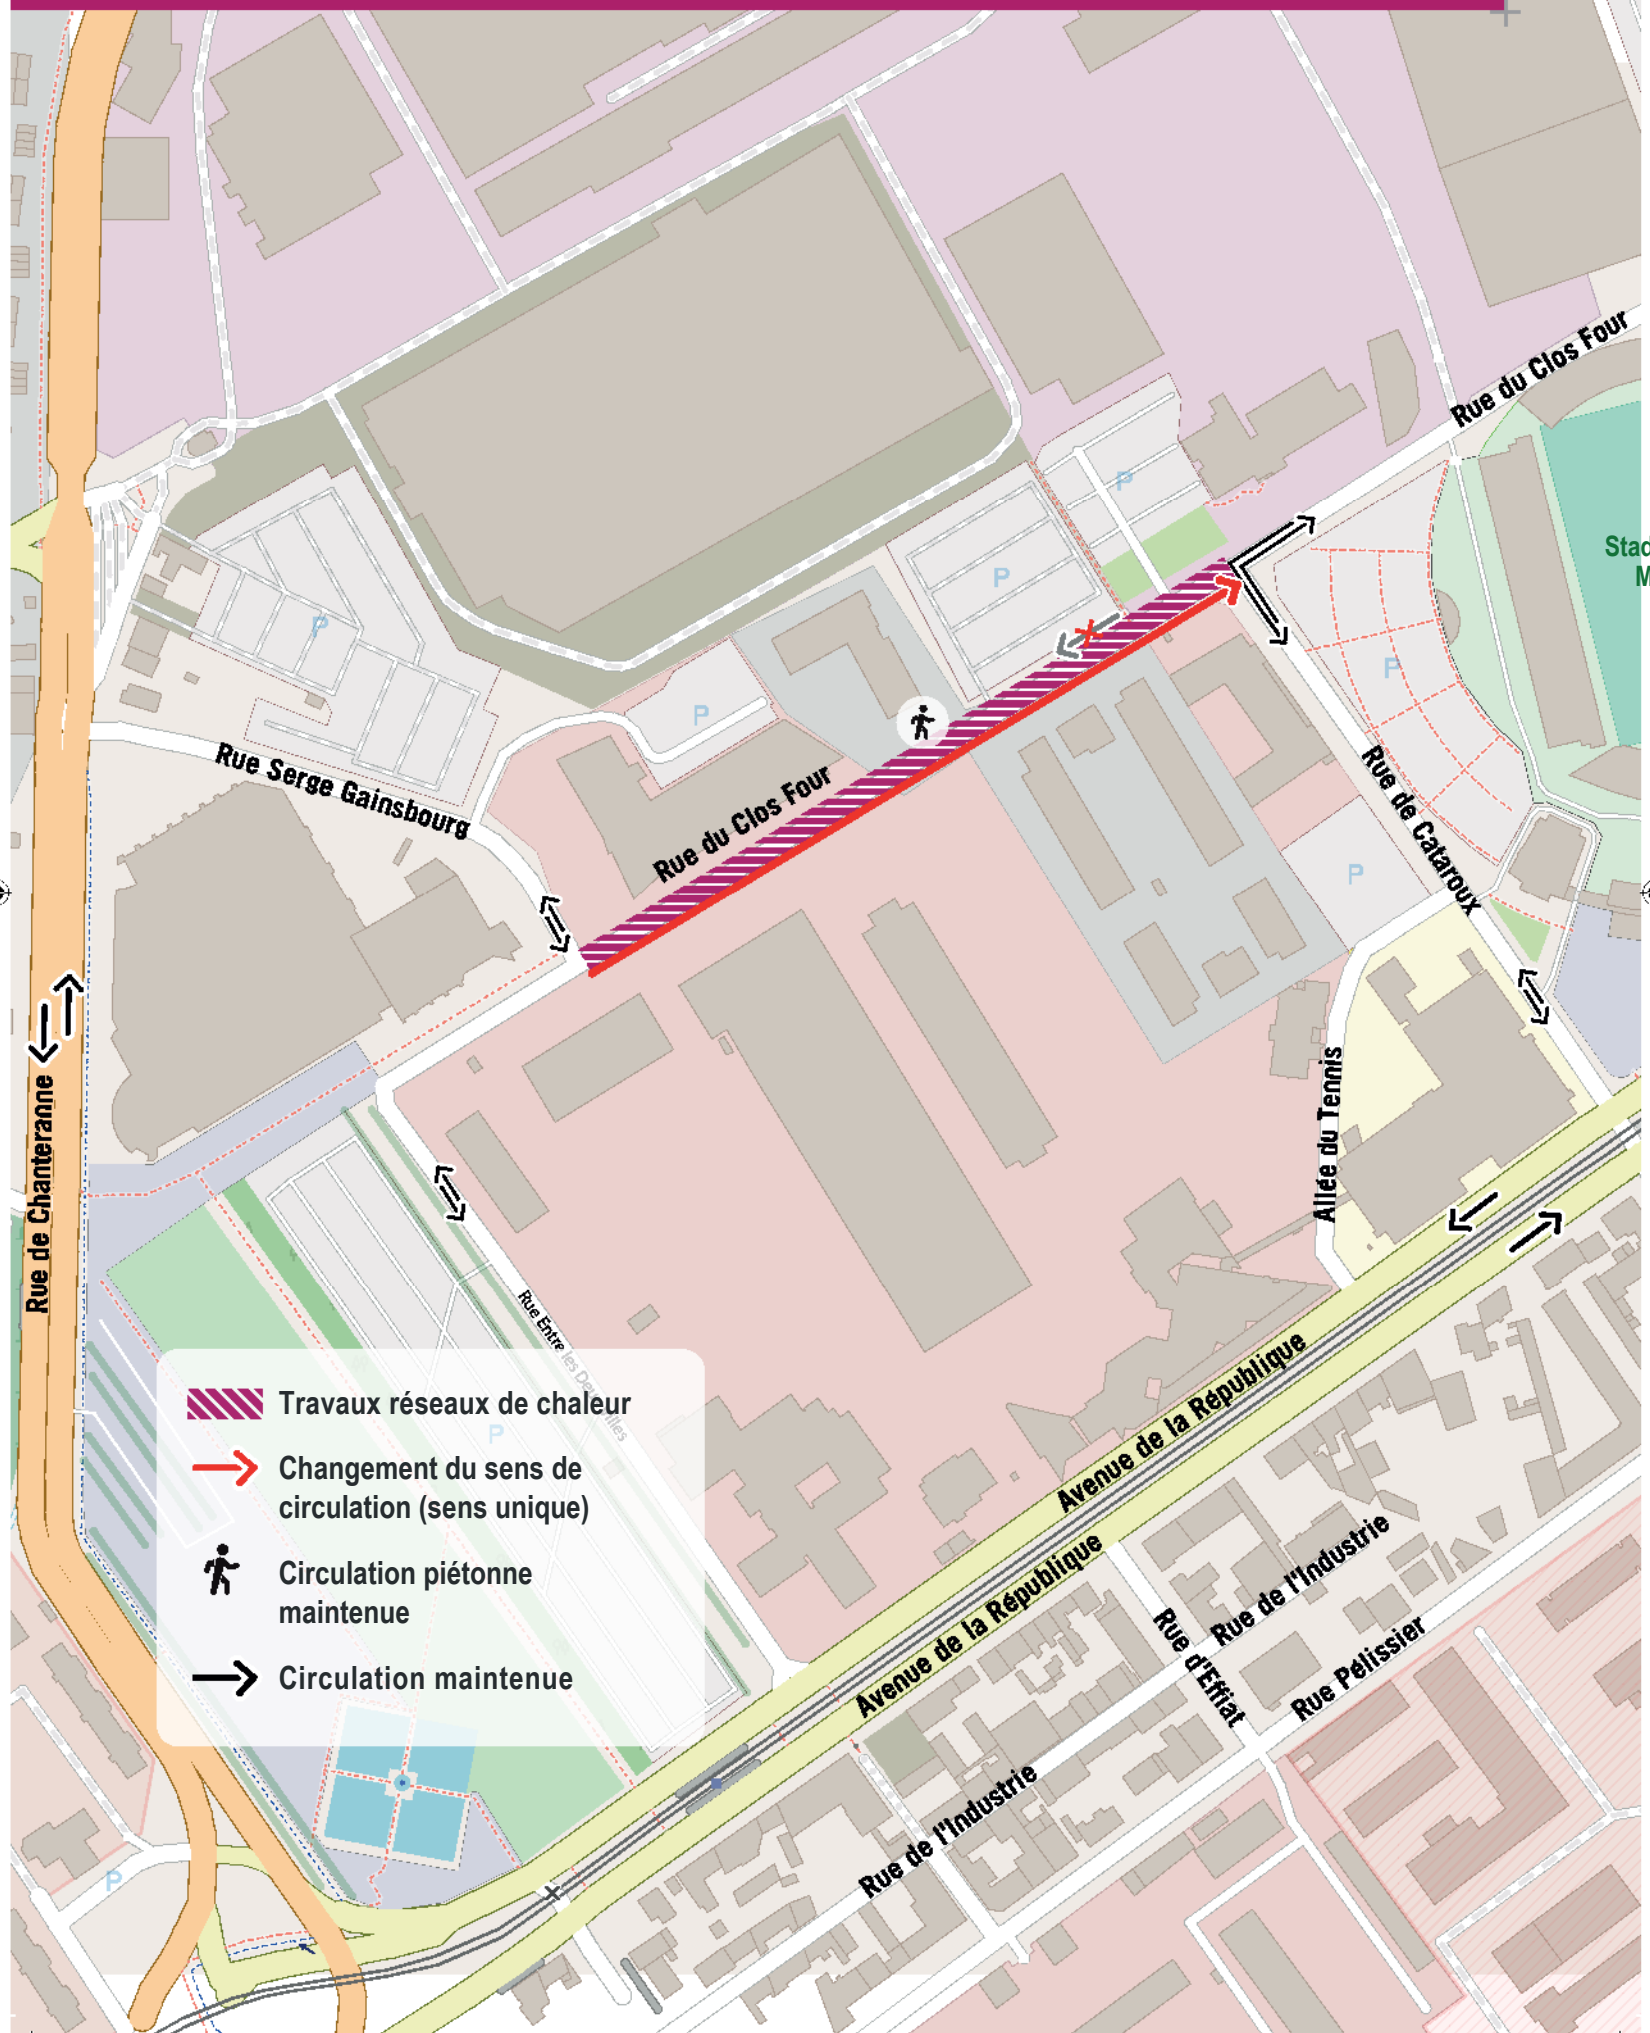 Rue du Clos Four
Stad
M
P
P
P
P
P
Rue Serge Gainsbourg
Rue du Clos Four
Rue de Cataroux
P
Rue de Chanteranne
Allée du Tennis
Rue Entre les Deux Villes
Avenue de la République
P
Travaux réseaux de chaleur
Changement du sens de
circulation (sens unique)
Circulation piétonne
maintenue
Circulation maintenue
Avenue de la République
Rue de l'Industrie
Rue d'Effiat
Rue Pélissier
Rue de l'Industrie
P